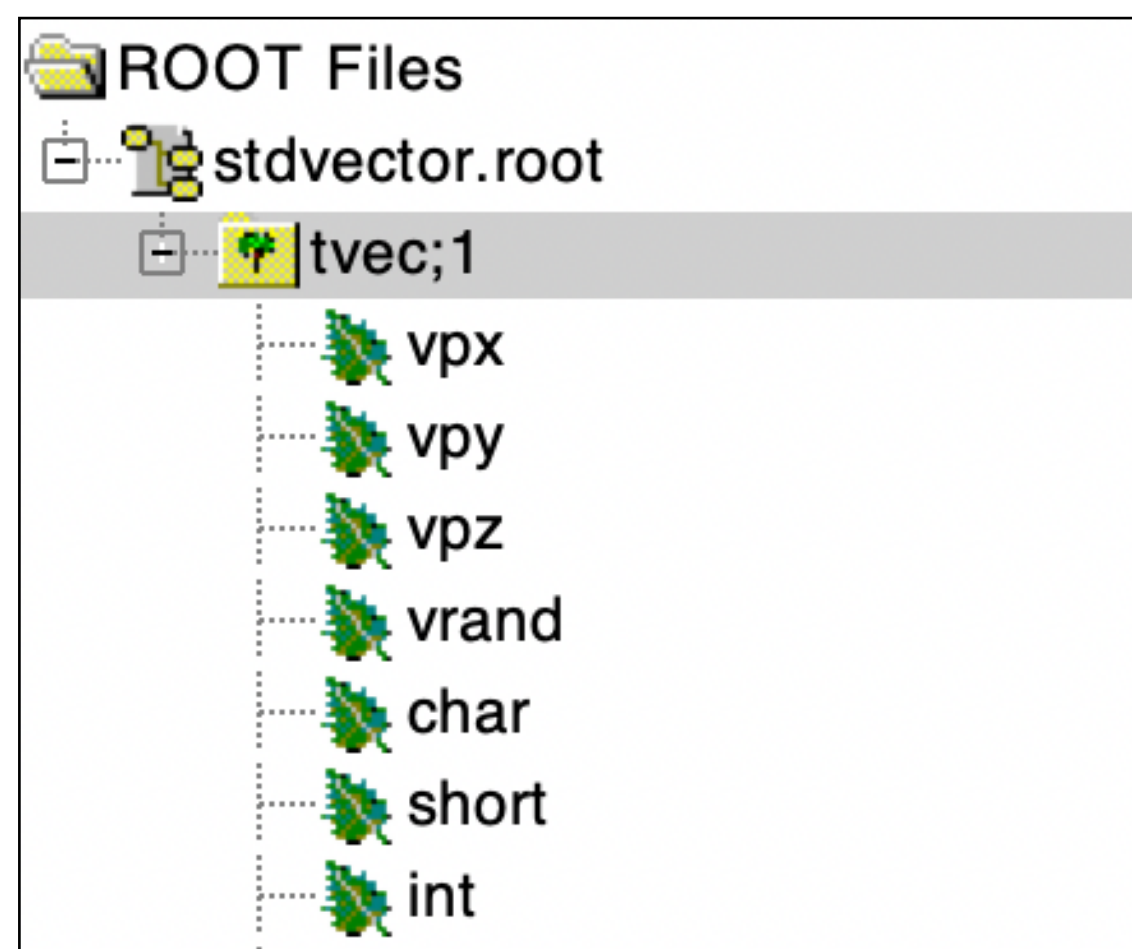 ROOT Files
stdvector.root
tvec;1
vpx
vpy
vpz
vrand
char
short
int